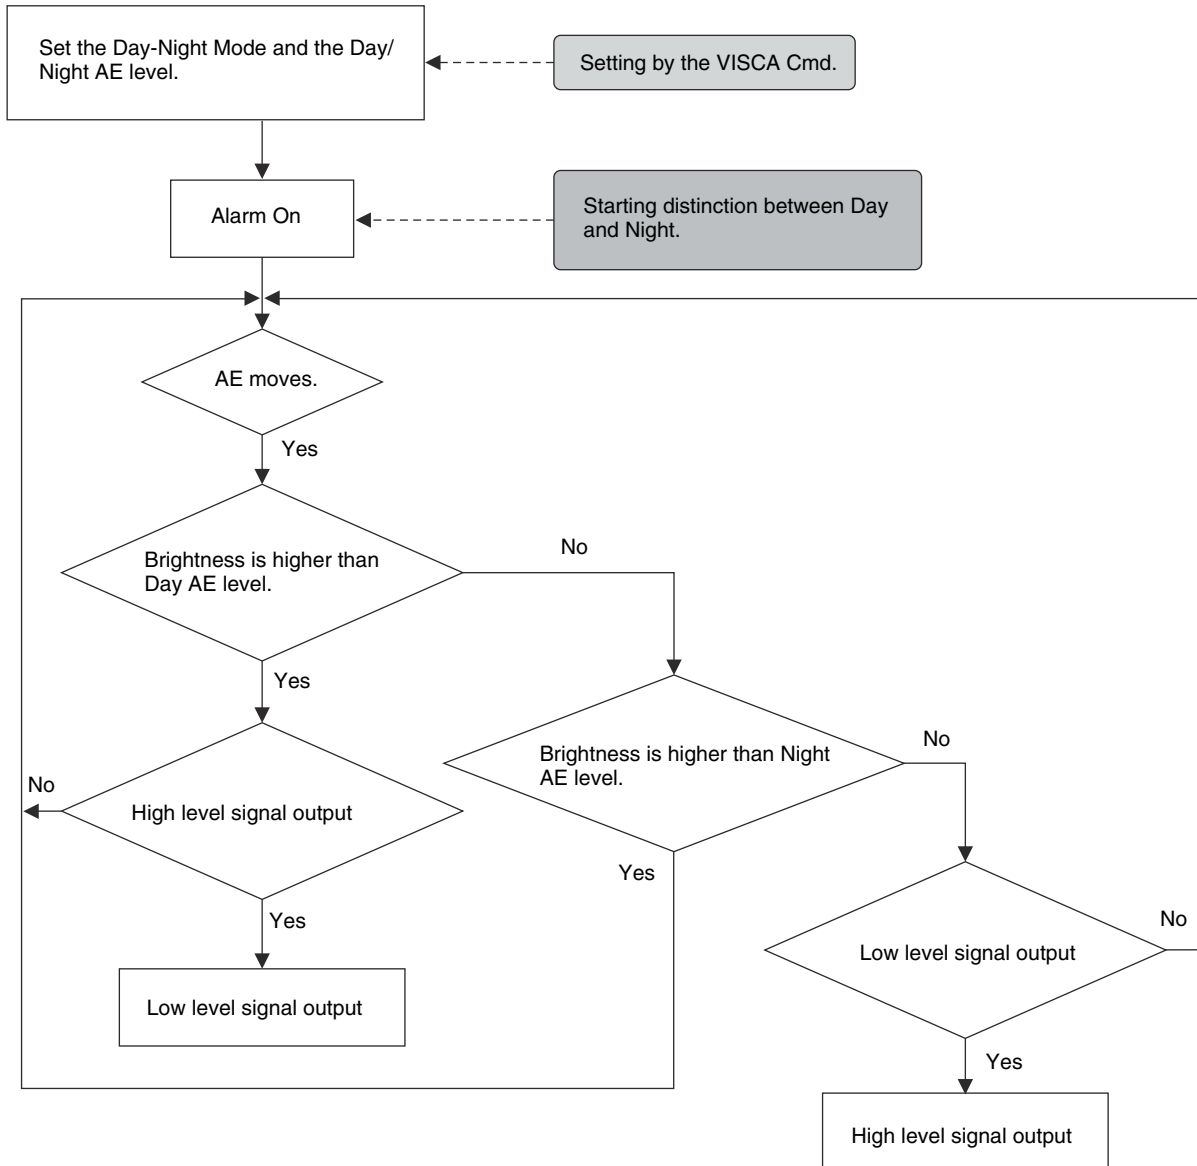 Set the Day-Night Mode and the Day/
Night AE level.
Setting by the VISCA Cmd.
Alarm On
Starting distinction between Day
and Night.
AE moves.
Yes
Brightness is higher than
Day AE level.
No
Yes
Brightness is higher than Night
AE level.
No
No
High level signal output
Yes
Yes
Low level signal output
No
Low level signal output
Yes
High level signal output